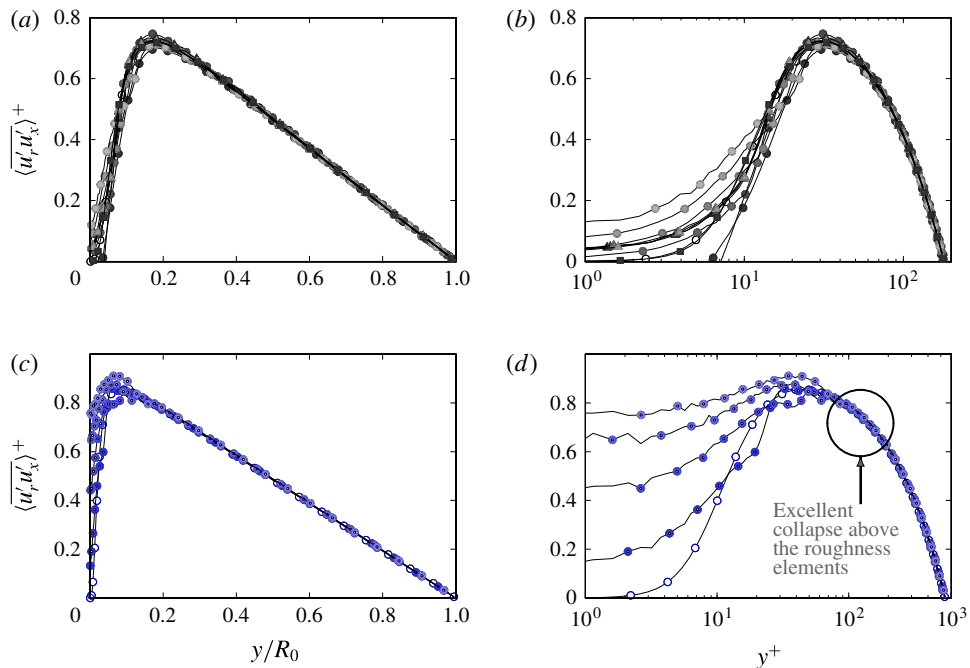 (a)
0.8
0.6
0.4
0.2
0
⟨u′ᵣu′ₓ⟩⁺
0 0.2 0.4 0.6 0.8 1.0
(b)
0.8
0.6
0.4
0.2
0
10⁰ 10¹ 10²
(c)
0.8
0.6
0.4
0.2
0
⟨u′ᵣu′ₓ⟩⁺
0 0.2 0.4 0.6 0.8 1.0
y/R₀
(d)
0.8
0.6
0.4
0.2
0
Excellent
collapse above
the roughness
elements
10⁰ 10¹ 10² 10³
y⁺